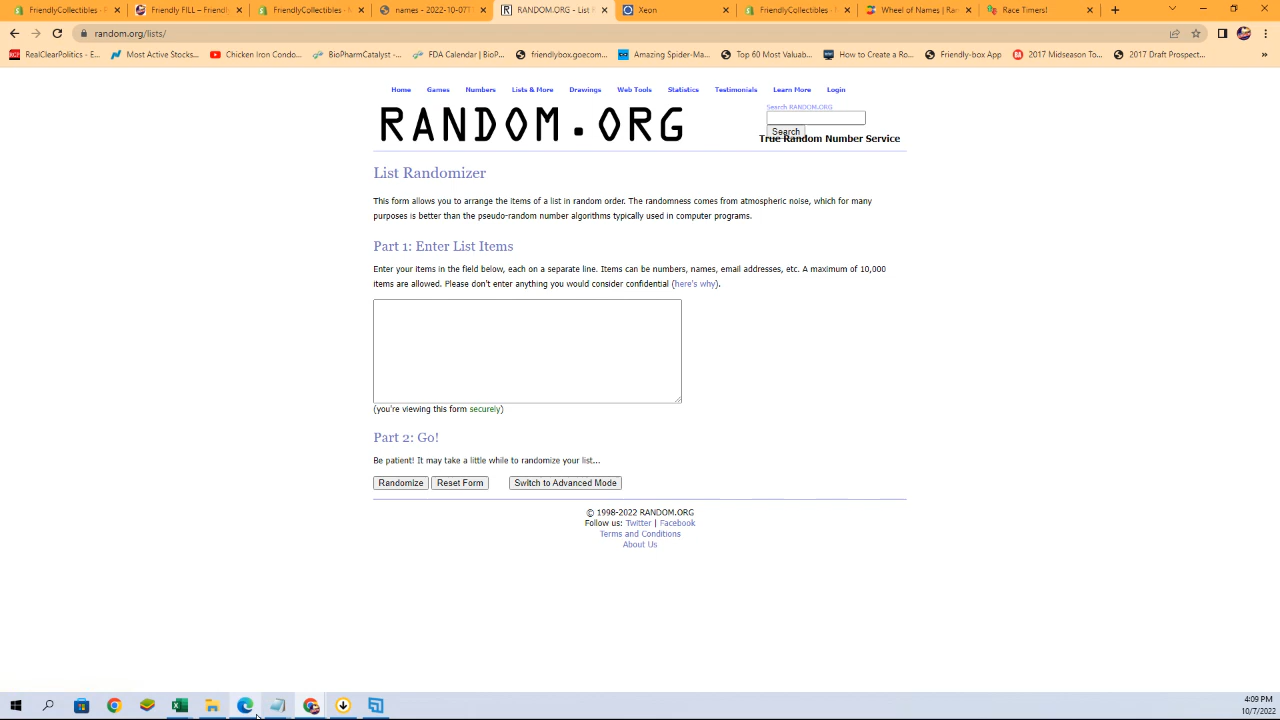 FriendlyCollectibles - E
Friendly FILL – Friendl
FriendlyCollectibles - S
names - 2022-10-07T1
RANDOM.ORG - List R
Xeon
FriendlyCollectibles - P
Wheel of Names | Ra
Race Timers!
random.org/lists/
RealClearPolitics - E...
Most Active Stocks...
Chicken Iron Condo...
BioPharmCatalyst -...
FDA Calendar | BioP...
friendlybox.goecom...
Amazing Spider-Ma...
Top 60 Most Valuab...
How to Create a Ro...
Friendly-box App
2017 Midseason To...
2017 Draft Prospect...
Home Games Numbers Lists & More Drawings Web Tools Statistics Testimonials Learn More Login
RANDOM.ORG
Search RANDOM.ORG
Search
True Random Number Service
List Randomizer
This form allows you to arrange the items of a list in random order. The randomness comes from atmospheric noise, which for many
purposes is better than the pseudo-random number algorithms typically used in computer programs.
Part 1: Enter List Items
Enter your items in the field below, each on a separate line. Items can be numbers, names, email addresses, etc. A maximum of 10,000
items are allowed. Please don't enter anything you would consider confidential (here's why).
(you're viewing this form securely)
Part 2: Go!
Be patient! It may take a little while to randomize your list...
Randomize Reset Form Switch to Advanced Mode
© 1998-2022 RANDOM.ORG
Follow us: Twitter | Facebook
Terms and Conditions
About Us
4:09 PM
10/7/2022